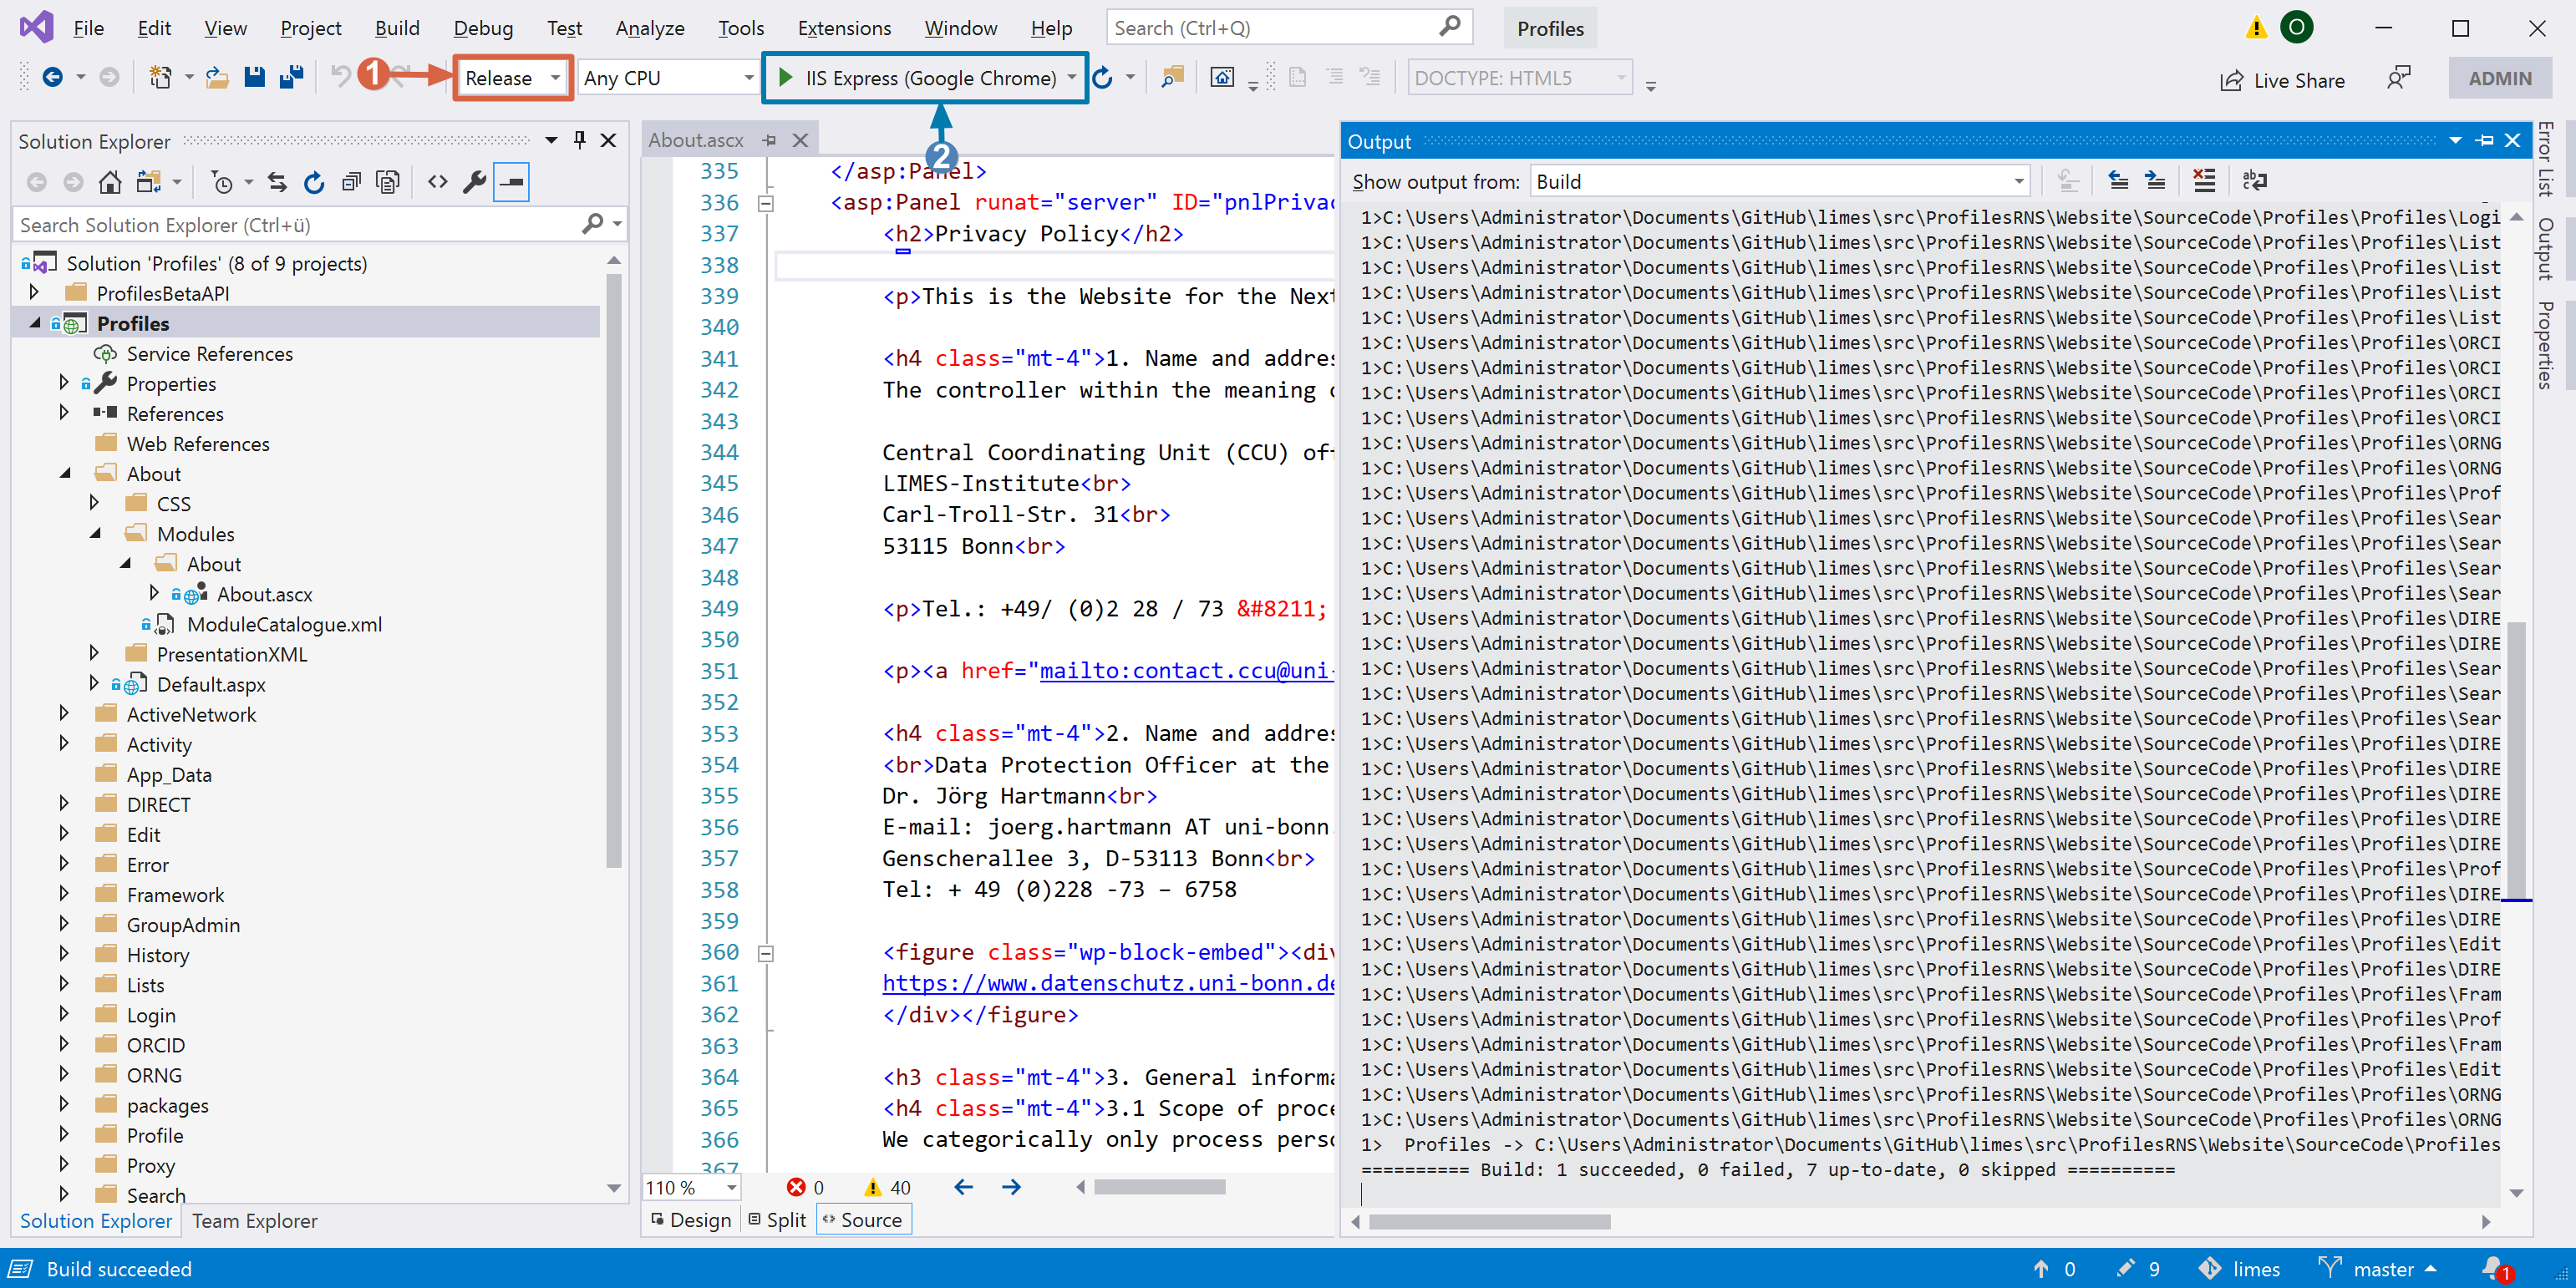 File Edit View Project Build Debug Test Analyze Tools Extensions Window Help Search (Ctrl+Q) Profiles O
1 Release Any CPU IIS Express (Google Chrome) DOCTYPE: HTML5 Live Share ADMIN
2
Solution Explorer
Search Solution Explorer (Ctrl+ü)
Solution 'Profiles' (8 of 9 projects)
ProfilesBetaAPI
Profiles
Service References
Properties
References
Web References
About
CSS
Modules
About
About.ascx
ModuleCatalogue.xml
PresentationXML
Default.aspx
ActiveNetwork
Activity
App_Data
DIRECT
Edit
Error
Framework
GroupAdmin
History
Lists
Login
ORCID
ORNG
packages
Profile
Proxy
Search
Solution Explorer Team Explorer
About.ascx
335 </asp:Panel>
336 <asp:Panel runat="server" ID="pnlPrivac
337 <h2>Privacy Policy</h2>
338
339 <p>This is the Website for the Next
340
341 <h4 class="mt-4">1. Name and addres
342 The controller within the meaning o
343
344 Central Coordinating Unit (CCU) off
345 LIMES-Institute<br>
346 Carl-Troll-Str. 31<br>
347 53115 Bonn<br>
348
349 <p>Tel.: +49/ (0)2 28 / 73 &#8211;
350
351 <p><a href="mailto:contact.ccu@uni-
352
353 <h4 class="mt-4">2. Name and addres
354 <br>Data Protection Officer at the
355 Dr. Jörg Hartmann<br>
356 E-mail: joerg.hartmann AT uni-bonn.
357 Genscherallee 3, D-53113 Bonn<br>
358 Tel: + 49 (0)228 -73 – 6758
359
360 <figure class="wp-block-embed"><div
361 https://www.datenschutz.uni-bonn.de
362 </div></figure>
363
364 <h3 class="mt-4">3. General informa
365 <h4 class="mt-4">3.1 Scope of proce
366 We categorically only process perso
367
110 % 0 40
Design Split Source
Output
Show output from: Build
1>C:\Users\Administrator\Documents\GitHub\limes\src\ProfilesRNS\Website\SourceCode\Profiles\Profiles\Logi
1>C:\Users\Administrator\Documents\GitHub\limes\src\ProfilesRNS\Website\SourceCode\Profiles\Profiles\List
1>C:\Users\Administrator\Documents\GitHub\limes\src\ProfilesRNS\Website\SourceCode\Profiles\Profiles\List
1>C:\Users\Administrator\Documents\GitHub\limes\src\ProfilesRNS\Website\SourceCode\Profiles\Profiles\List
1>C:\Users\Administrator\Documents\GitHub\limes\src\ProfilesRNS\Website\SourceCode\Profiles\Profiles\List
1>C:\Users\Administrator\Documents\GitHub\limes\src\ProfilesRNS\Website\SourceCode\Profiles\Profiles\ORCI
1>C:\Users\Administrator\Documents\GitHub\limes\src\ProfilesRNS\Website\SourceCode\Profiles\Profiles\ORCI
1>C:\Users\Administrator\Documents\GitHub\limes\src\ProfilesRNS\Website\SourceCode\Profiles\Profiles\ORCI
1>C:\Users\Administrator\Documents\GitHub\limes\src\ProfilesRNS\Website\SourceCode\Profiles\Profiles\ORCI
1>C:\Users\Administrator\Documents\GitHub\limes\src\ProfilesRNS\Website\SourceCode\Profiles\Profiles\ORNG
1>C:\Users\Administrator\Documents\GitHub\limes\src\ProfilesRNS\Website\SourceCode\Profiles\Profiles\ORNG
1>C:\Users\Administrator\Documents\GitHub\limes\src\ProfilesRNS\Website\SourceCode\Profiles\Profiles\Prof
1>C:\Users\Administrator\Documents\GitHub\limes\src\ProfilesRNS\Website\SourceCode\Profiles\Profiles\Sear
1>C:\Users\Administrator\Documents\GitHub\limes\src\ProfilesRNS\Website\SourceCode\Profiles\Profiles\Sear
1>C:\Users\Administrator\Documents\GitHub\limes\src\ProfilesRNS\Website\SourceCode\Profiles\Profiles\Sear
1>C:\Users\Administrator\Documents\GitHub\limes\src\ProfilesRNS\Website\SourceCode\Profiles\Profiles\Sear
1>C:\Users\Administrator\Documents\GitHub\limes\src\ProfilesRNS\Website\SourceCode\Profiles\Profiles\DIRE
1>C:\Users\Administrator\Documents\GitHub\limes\src\ProfilesRNS\Website\SourceCode\Profiles\Profiles\DIRE
1>C:\Users\Administrator\Documents\GitHub\limes\src\ProfilesRNS\Website\SourceCode\Profiles\Profiles\Sear
1>C:\Users\Administrator\Documents\GitHub\limes\src\ProfilesRNS\Website\SourceCode\Profiles\Profiles\Sear
1>C:\Users\Administrator\Documents\GitHub\limes\src\ProfilesRNS\Website\SourceCode\Profiles\Profiles\Sear
1>C:\Users\Administrator\Documents\GitHub\limes\src\ProfilesRNS\Website\SourceCode\Profiles\Profiles\DIRE
1>C:\Users\Administrator\Documents\GitHub\limes\src\ProfilesRNS\Website\SourceCode\Profiles\Profiles\DIRE
1>C:\Users\Administrator\Documents\GitHub\limes\src\ProfilesRNS\Website\SourceCode\Profiles\Profiles\DIRE
1>C:\Users\Administrator\Documents\GitHub\limes\src\ProfilesRNS\Website\SourceCode\Profiles\Profiles\DIRE
1>C:\Users\Administrator\Documents\GitHub\limes\src\ProfilesRNS\Website\SourceCode\Profiles\Profiles\DIRE
1>C:\Users\Administrator\Documents\GitHub\limes\src\ProfilesRNS\Website\SourceCode\Profiles\Profiles\Prof
1>C:\Users\Administrator\Documents\GitHub\limes\src\ProfilesRNS\Website\SourceCode\Profiles\Profiles\DIRE
1>C:\Users\Administrator\Documents\GitHub\limes\src\ProfilesRNS\Website\SourceCode\Profiles\Profiles\DIRE
1>C:\Users\Administrator\Documents\GitHub\limes\src\ProfilesRNS\Website\SourceCode\Profiles\Profiles\Edit
1>C:\Users\Administrator\Documents\GitHub\limes\src\ProfilesRNS\Website\SourceCode\Profiles\Profiles\DIRE
1>C:\Users\Administrator\Documents\GitHub\limes\src\ProfilesRNS\Website\SourceCode\Profiles\Profiles\Fram
1>C:\Users\Administrator\Documents\GitHub\limes\src\ProfilesRNS\Website\SourceCode\Profiles\Profiles\Prof
1>C:\Users\Administrator\Documents\GitHub\limes\src\ProfilesRNS\Website\SourceCode\Profiles\Profiles\Fram
1>C:\Users\Administrator\Documents\GitHub\limes\src\ProfilesRNS\Website\SourceCode\Profiles\Profiles\Edit
1>C:\Users\Administrator\Documents\GitHub\limes\src\ProfilesRNS\Website\SourceCode\Profiles\Profiles\ORNG
1>C:\Users\Administrator\Documents\GitHub\limes\src\ProfilesRNS\Website\SourceCode\Profiles\Profiles\ORNG
1> Profiles -> C:\Users\Administrator\Documents\GitHub\limes\src\ProfilesRNS\Website\SourceCode\Profiles
========== Build: 1 succeeded, 0 failed, 7 up-to-date, 0 skipped ==========
Error List
Output
Properties
Build succeeded 0 9 limes master 1